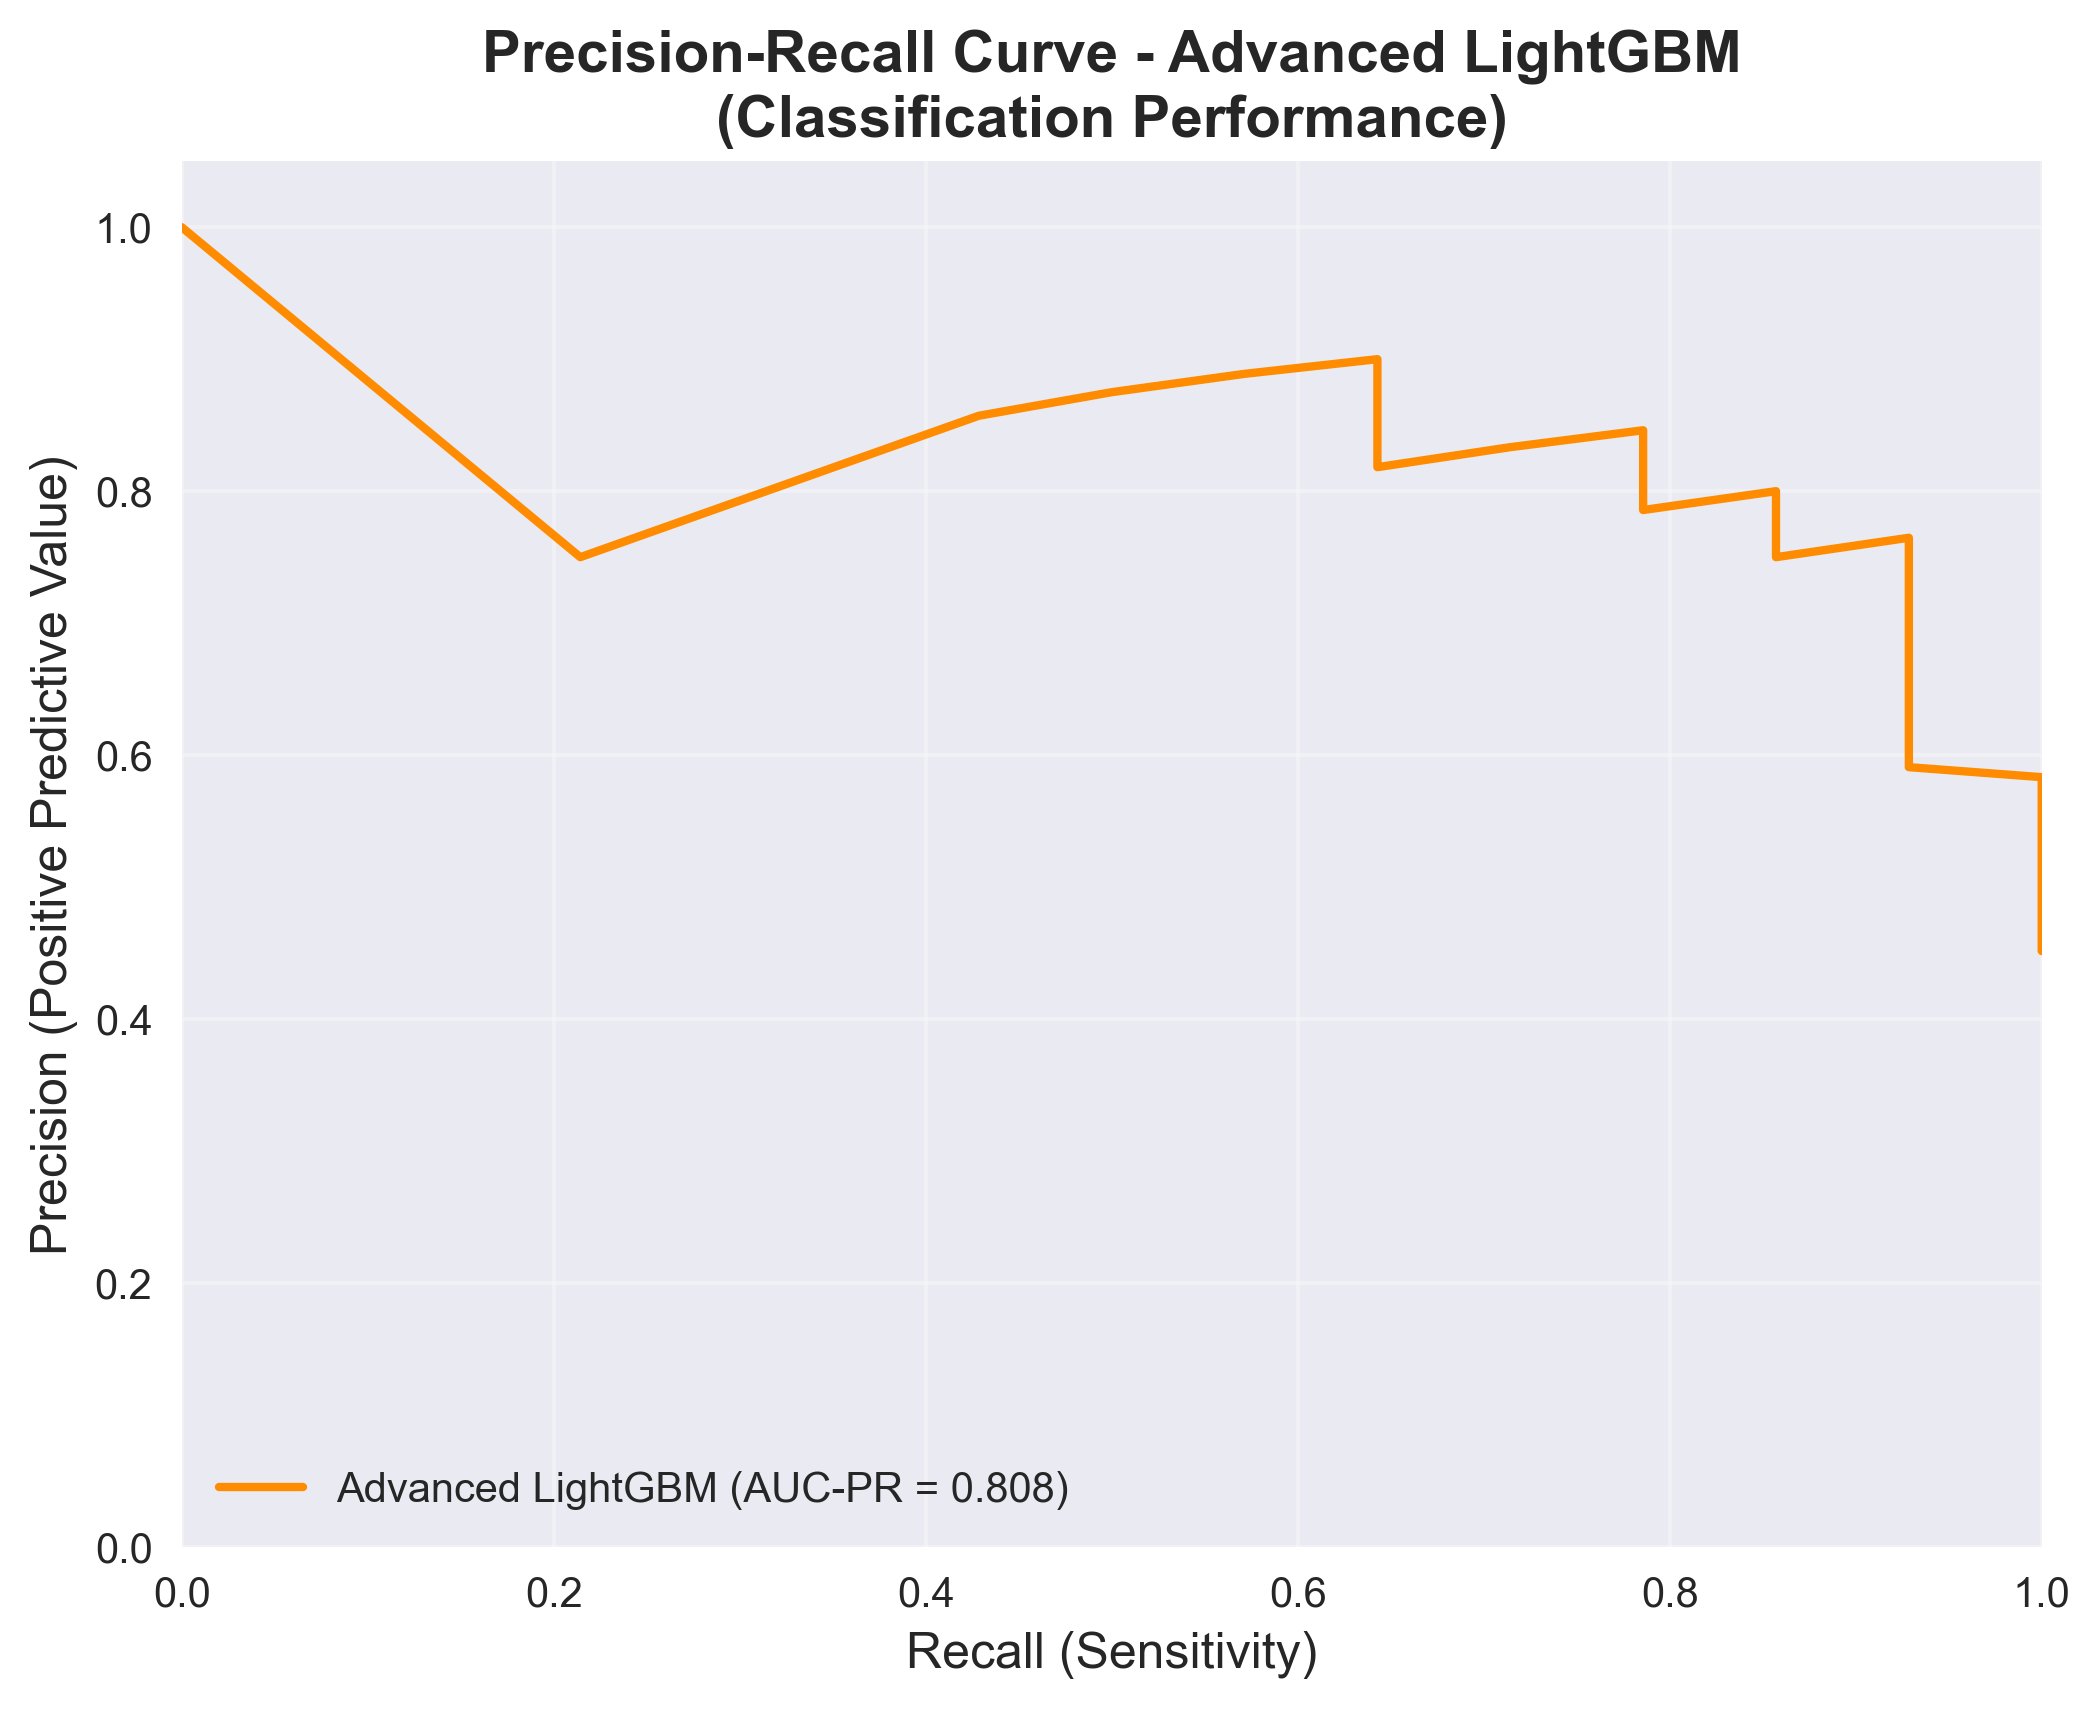 Precision-Recall Curve - Advanced LightGBM
(Classification Performance)
Precision (Positive Predictive Value)
1.0
0.8
0.6
0.4
0.2
0.0
Advanced LightGBM (AUC-PR = 0.808)
0.0 0.2 0.4 0.6 0.8 1.0
Recall (Sensitivity)